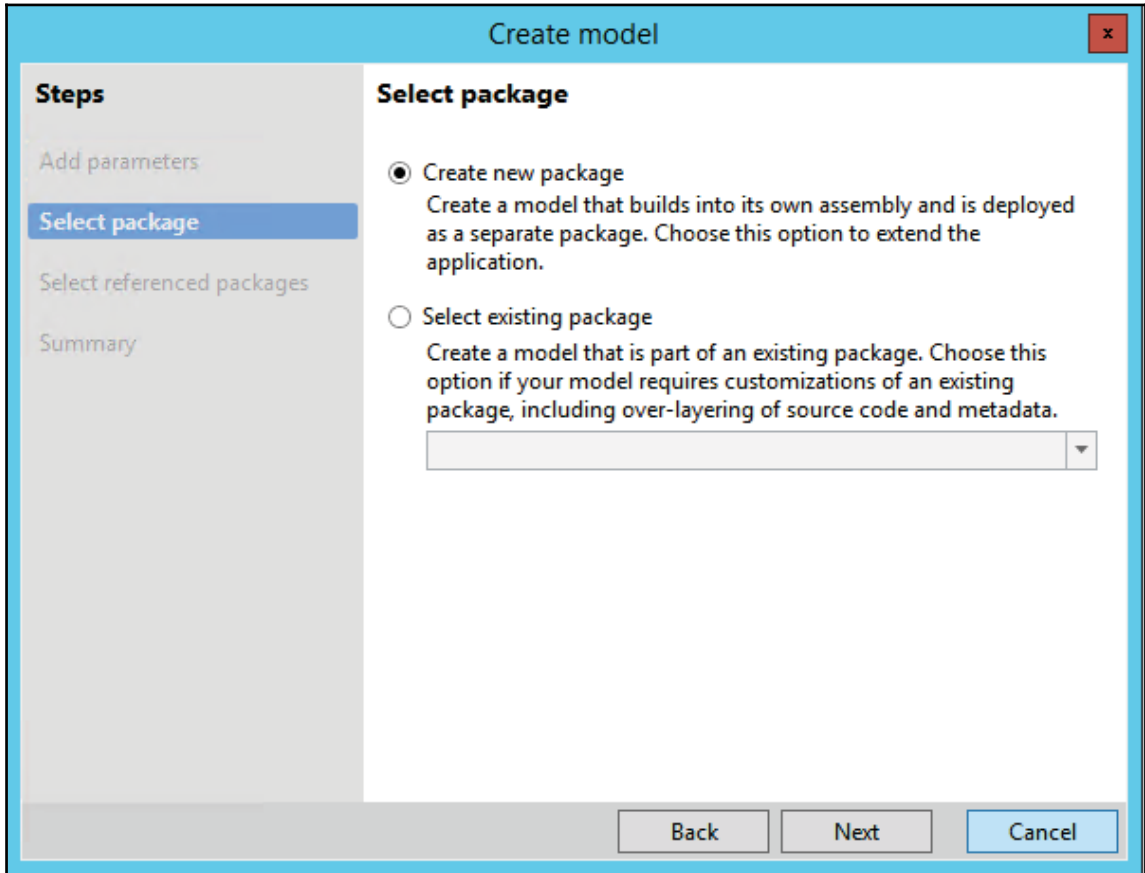 Create model
x
Steps
Add parameters
Select package
Select referenced packages
Summary
Select package
Create new package
Create a model that builds into its own assembly and is deployed
as a separate package. Choose this option to extend the
application.
Select existing package
Create a model that is part of an existing package. Choose this
option if your model requires customizations of an existing
package, including over-layering of source code and metadata.
Back
Next
Cancel